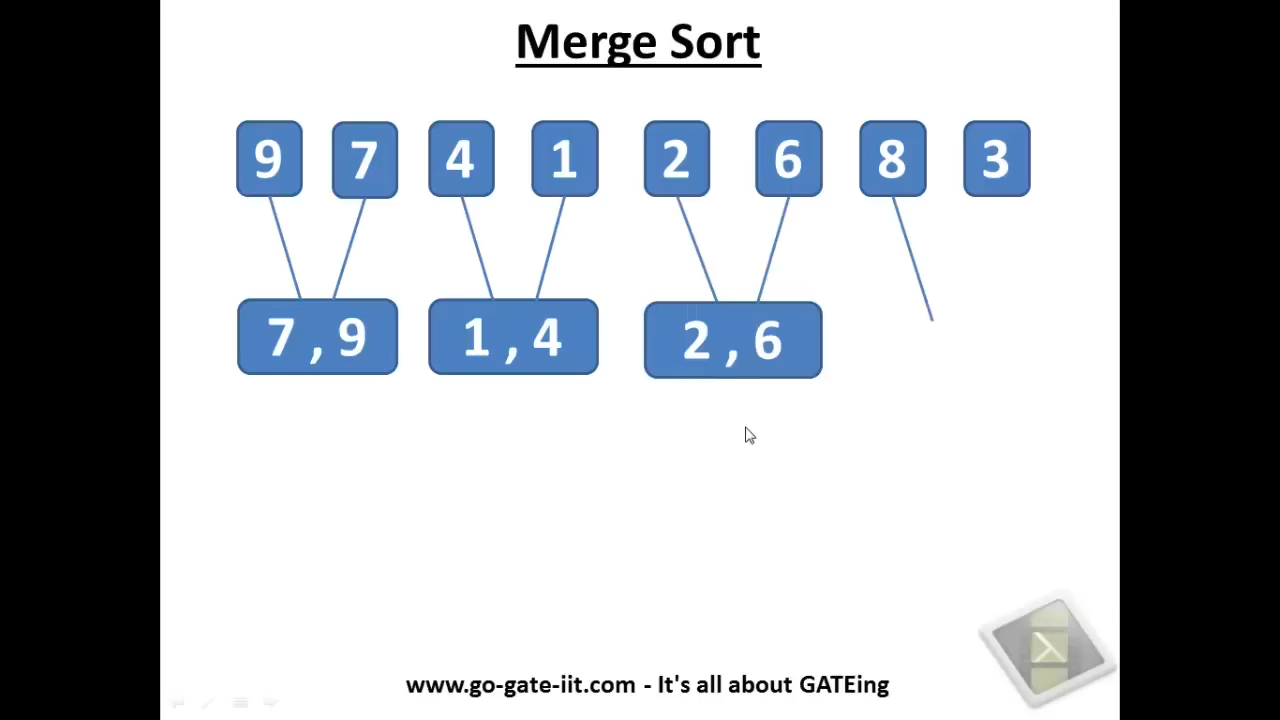 Merge Sort
9 7 4 1 2 6 8 3
7 , 9 1 , 4 2 , 6
www.go-gate-iit.com - It's all about GATEing